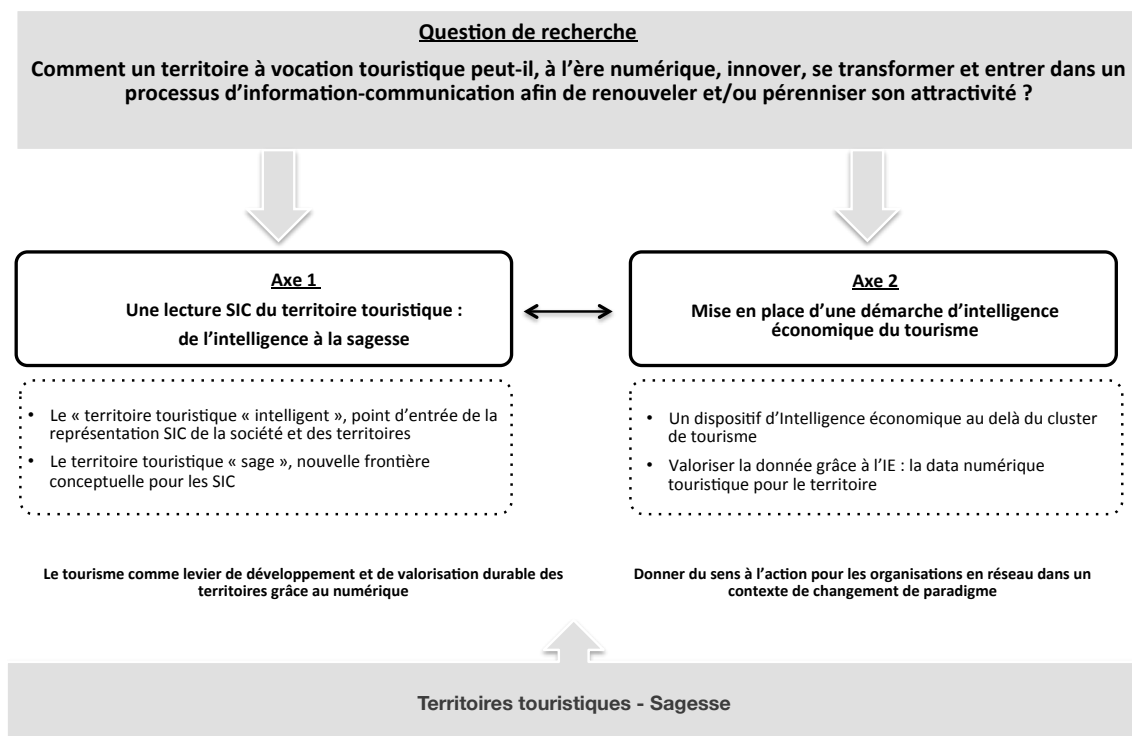 Question de recherche
Comment un territoire à vocation touristique peut-il, à l’ère numérique, innover, se transformer et entrer dans un
processus d’information-communication afin de renouveler et/ou pérenniser son attractivité ?
Axe 1
Une lecture SIC du territoire touristique :
de l’intelligence à la sagesse
• Le « territoire touristique « intelligent », point d’entrée de la
représentation SIC de la société et des territoires
• Le territoire touristique « sage », nouvelle frontière
conceptuelle pour les SIC
Le tourisme comme levier de développement et de valorisation durable des
territoires grâce au numérique
Axe 2
Mise en place d’une démarche d’intelligence
économique du tourisme
• Un dispositif d’Intelligence économique au delà du cluster
de tourisme
• Valoriser la donnée grâce à l’IE : la data numérique
touristique pour le territoire
Donner du sens à l’action pour les organisations en réseau dans un
contexte de changement de paradigme
Territoires touristiques - Sagesse